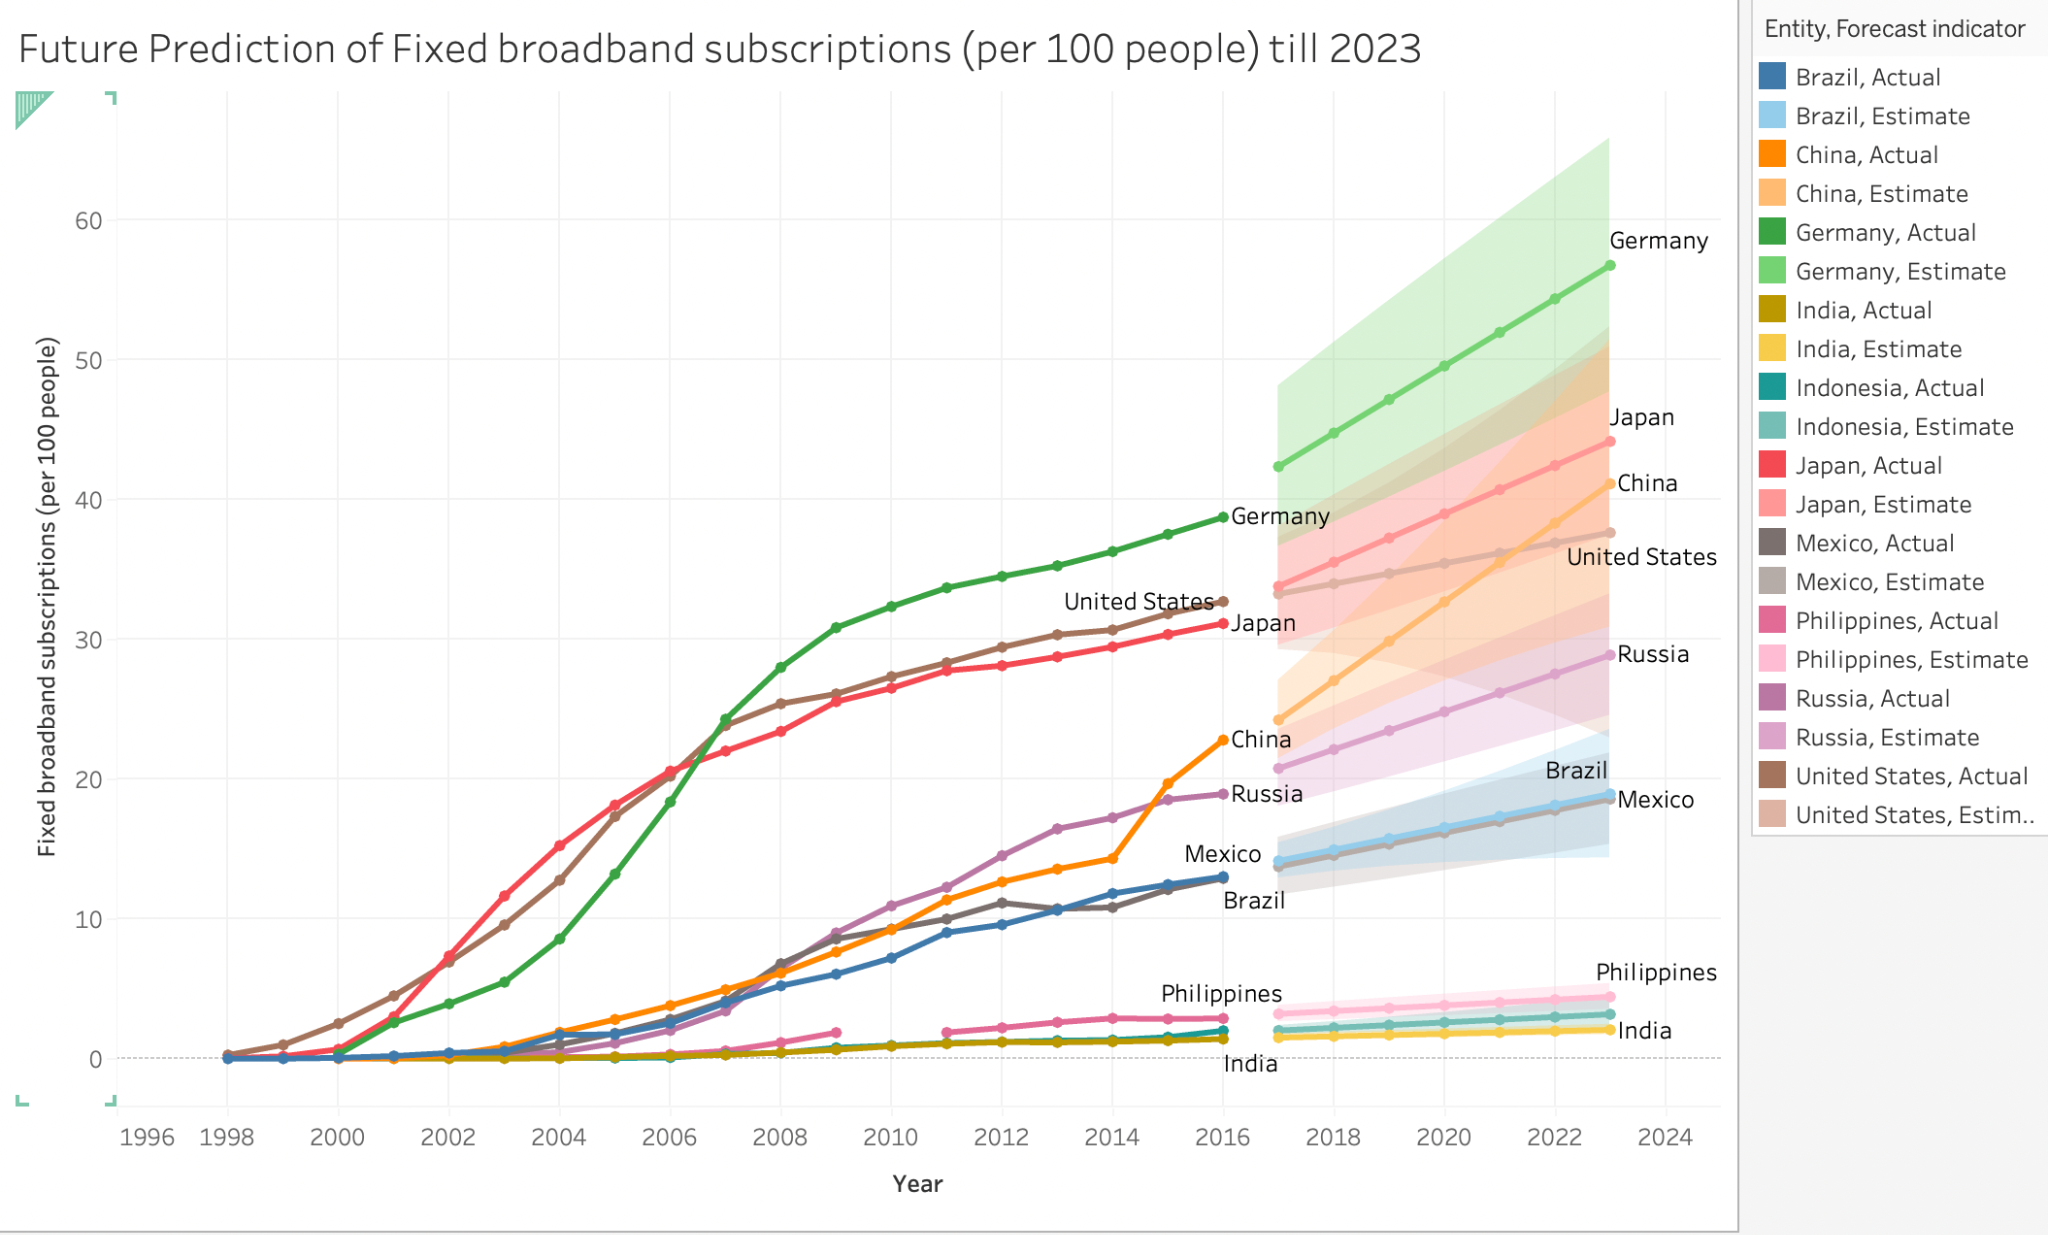 Future Prediction of Fixed broadband subscriptions (per 100 people) till 2023
Fixed broadband subscriptions (per 100 people)
60
50
40
30
20
10
0
Germany
Japan
China
Germany
United States
United States
Japan
Russia
China
Brazil
Russia
Mexico
Mexico
Brazil
Philippines
Philippines
India
India
1996 1998 2000 2002 2004 2006 2008 2010 2012 2014 2016 2018 2020 2022 2024
Year
Entity, Forecast indicator
Brazil, Actual
Brazil, Estimate
China, Actual
China, Estimate
Germany, Actual
Germany, Estimate
India, Actual
India, Estimate
Indonesia, Actual
Indonesia, Estimate
Japan, Actual
Japan, Estimate
Mexico, Actual
Mexico, Estimate
Philippines, Actual
Philippines, Estimate
Russia, Actual
Russia, Estimate
United States, Actual
United States, Estim..